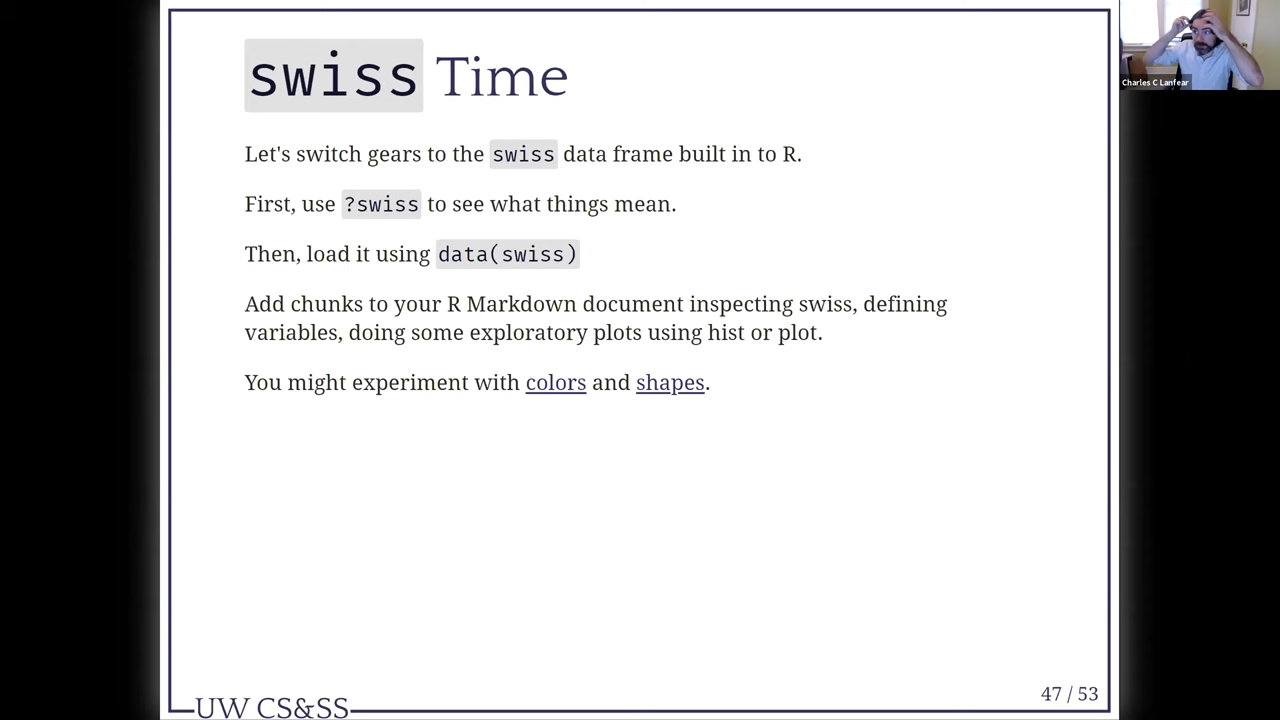 swiss Time
Charles C Lanfear
Let's switch gears to the swiss data frame built in to R.
First, use ?swiss to see what things mean.
Then, load it using data(swiss)
Add chunks to your R Markdown document inspecting swiss, defining
variables, doing some exploratory plots using hist or plot.
You might experiment with colors and shapes.
47 / 53
UW CS&SS